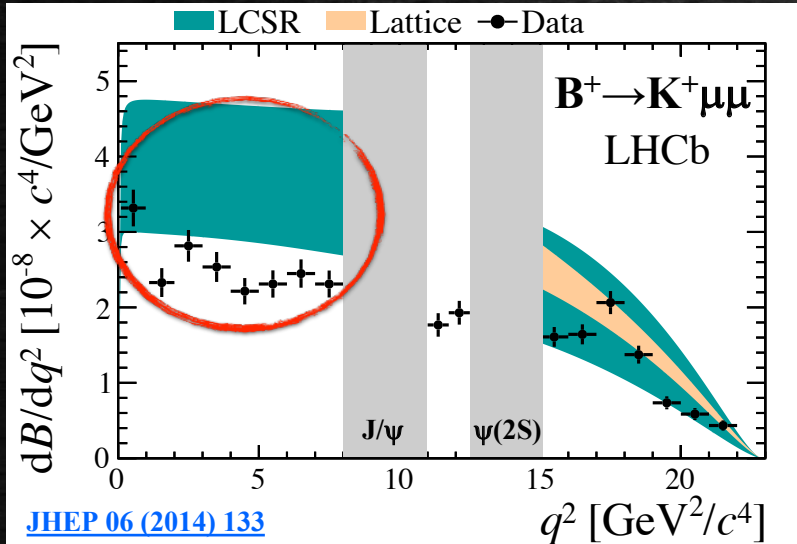 LCSR Lattice Data
dB/dq² [10⁻⁸ × c⁴/GeV²]
5
4
3
2
1
0
B⁺→K⁺μμ
LHCb
J/ψ ψ(2S)
0 5 10 15 20
q² [GeV²/c⁴]
JHEP 06 (2014) 133